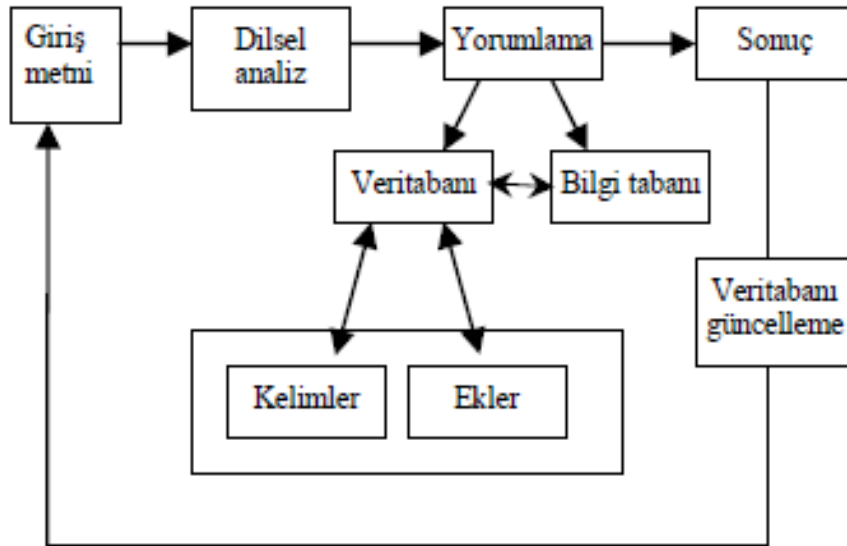 Giriş
metni
Dilsel
analiz
Yorumlama
Sonuç
Veritabanı
Bilgi tabanı
Veritabanı
güncelleme
Kelimler
Ekler